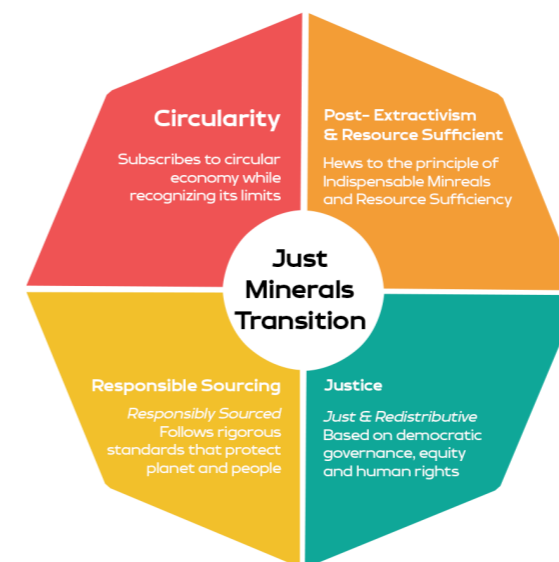 Circularity
Subscribes to circular
economy while
recognizing its limits
Post- Extractivism
& Resource Sufficient
Hews to the principle of
Indispensable Minreals
and Resource Sufficiency
Just
Minerals
Transition
Responsible Sourcing
Responsibly Sourced
Follows rigorous
standards that protect
planet and people
Justice
Just & Redistributive
Based on democratic
governance, equity
and human rights